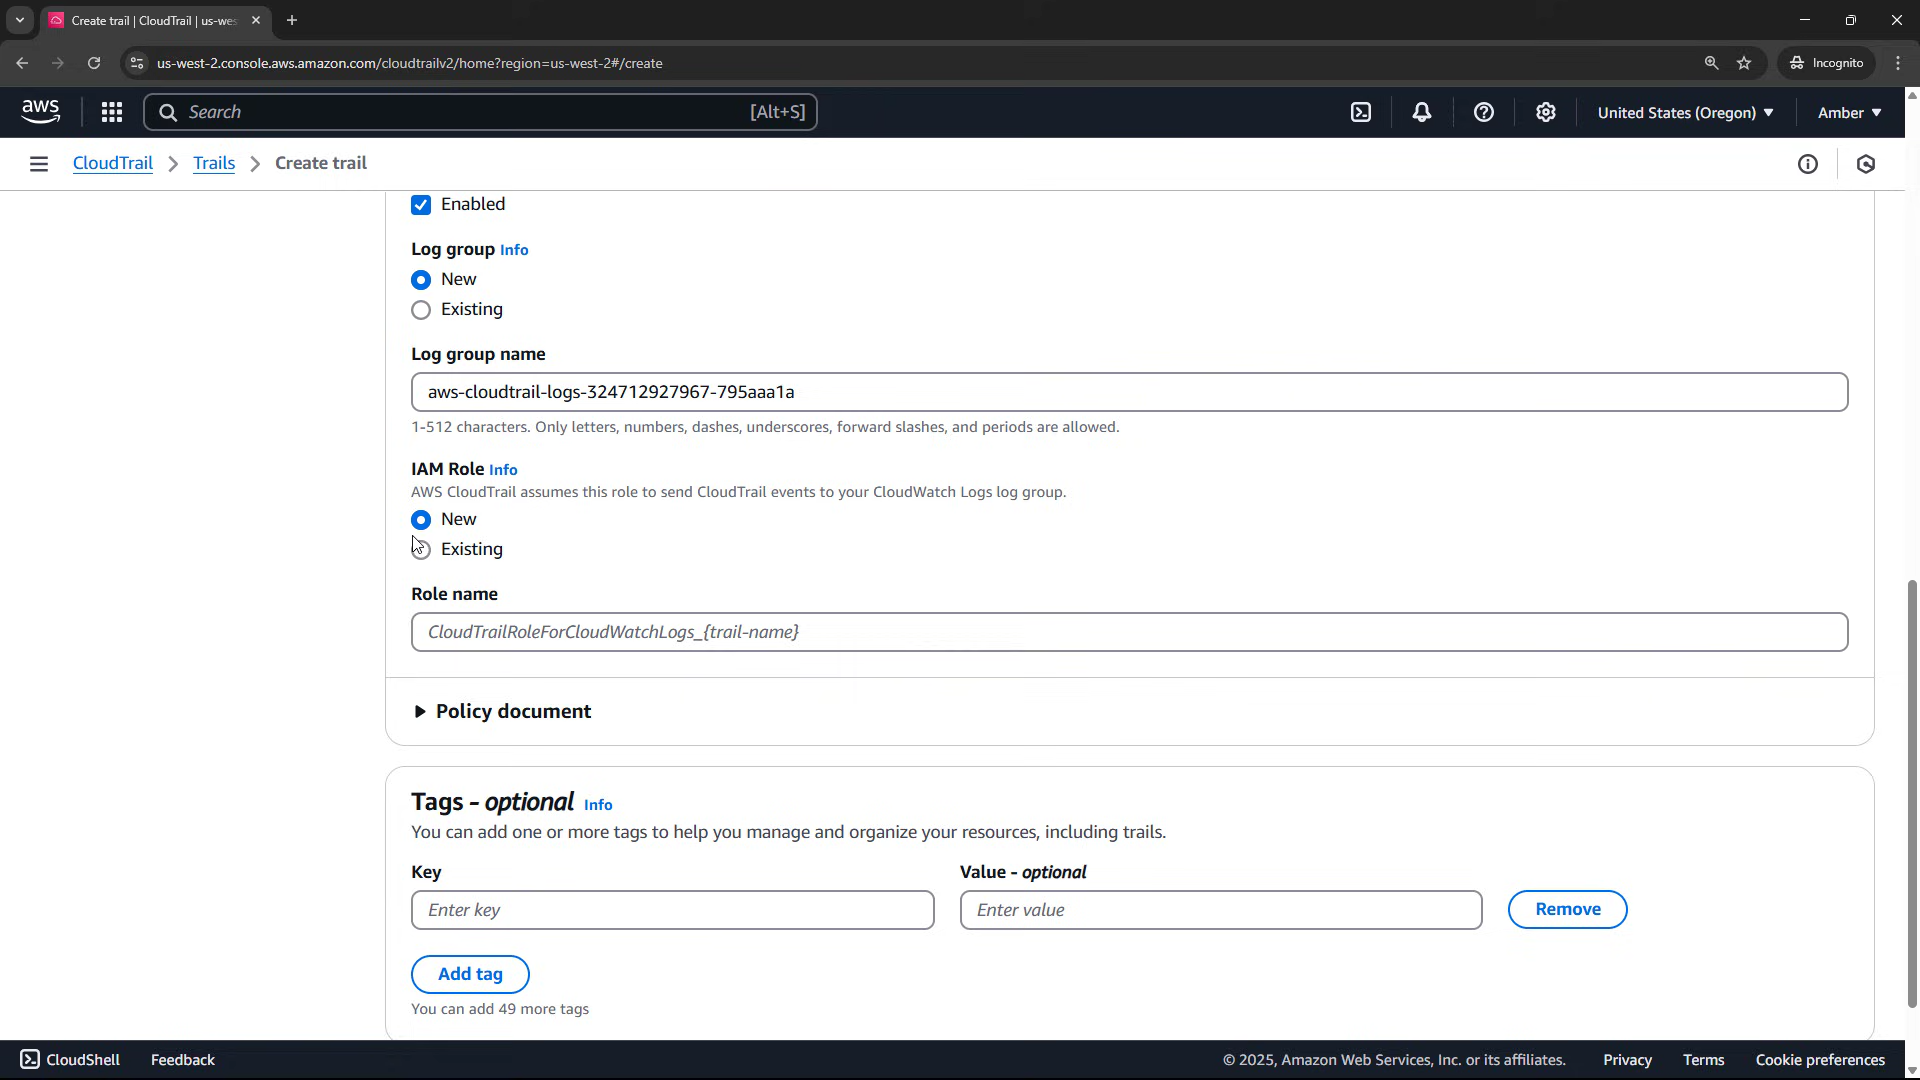 Create trail | CloudTrail | us-wes
us-west-2.console.aws.amazon.com/cloudtrailv2/home?region=us-west-2#/create
Incognito
aws
Search
[Alt+S]
United States (Oregon)
Amber
CloudTrail
Trails
Create trail
Enabled
Log group Info
New
Existing
Log group name
aws-cloudtrail-logs-324712927967-795aaa1a
1-512 characters. Only letters, numbers, dashes, underscores, forward slashes, and periods are allowed.
IAM Role Info
AWS CloudTrail assumes this role to send CloudTrail events to your CloudWatch Logs log group.
New
Existing
Role name
CloudTrailRoleForCloudWatchLogs_{trail-name}
Policy document
Tags - optional Info
You can add one or more tags to help you manage and organize your resources, including trails.
Key
Value - optional
Enter key
Enter value
Remove
Add tag
You can add 49 more tags
CloudShell
Feedback
© 2025, Amazon Web Services, Inc. or its affiliates.
Privacy
Terms
Cookie preferences